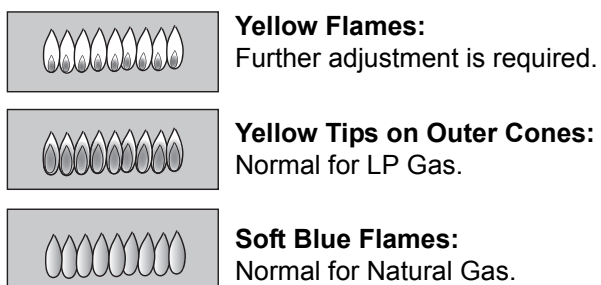 Yellow Flames:
Further adjustment is required.
Yellow Tips on Outer Cones:
Normal for LP Gas.
Soft Blue Flames:
Normal for Natural Gas.